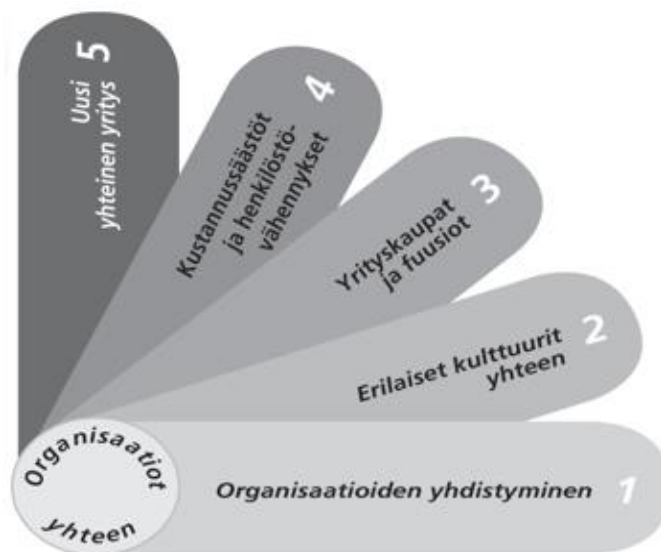 Uusi 5
yhteinen yritys
4
Kustannussäästöt
ja henkilöstö-
vähennykset
3
Yrityskaupat
ja fuusiot
2
Erilaiset kulttuurit
yhteen
Organisaatioiden yhdistyminen 1
Organisaatiot
yhteen